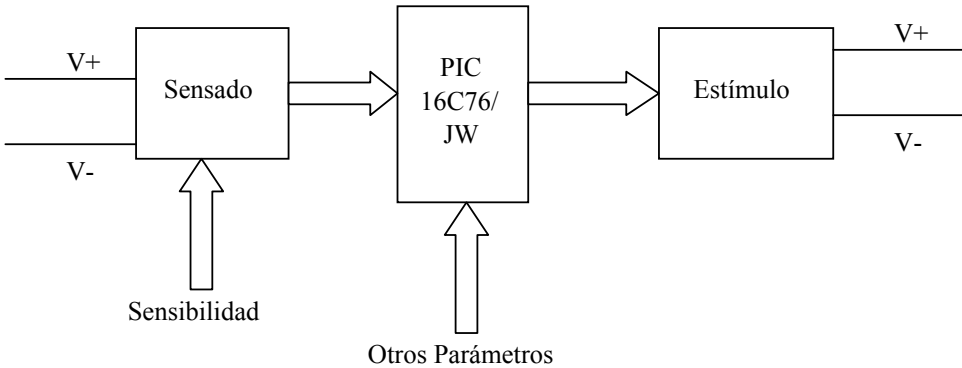 V+
V-
Sensado
PIC
16C76/
JW
Estímulo
V+
V-
Sensibilidad
Otros Parámetros